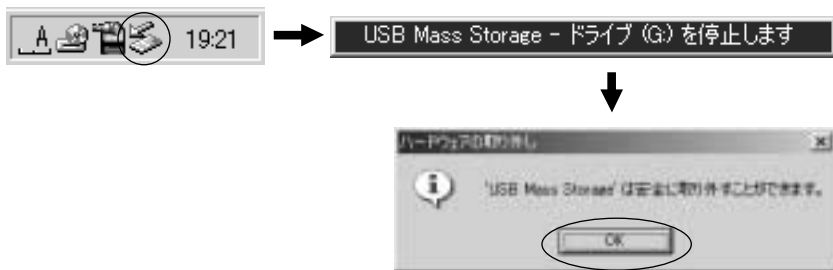 A 19:21
USB Mass Storage - ドライブ (G:) を停止します
ハードウェアの取り外し
'USB Mass Storage' は安全に取り外すことができます。
OK